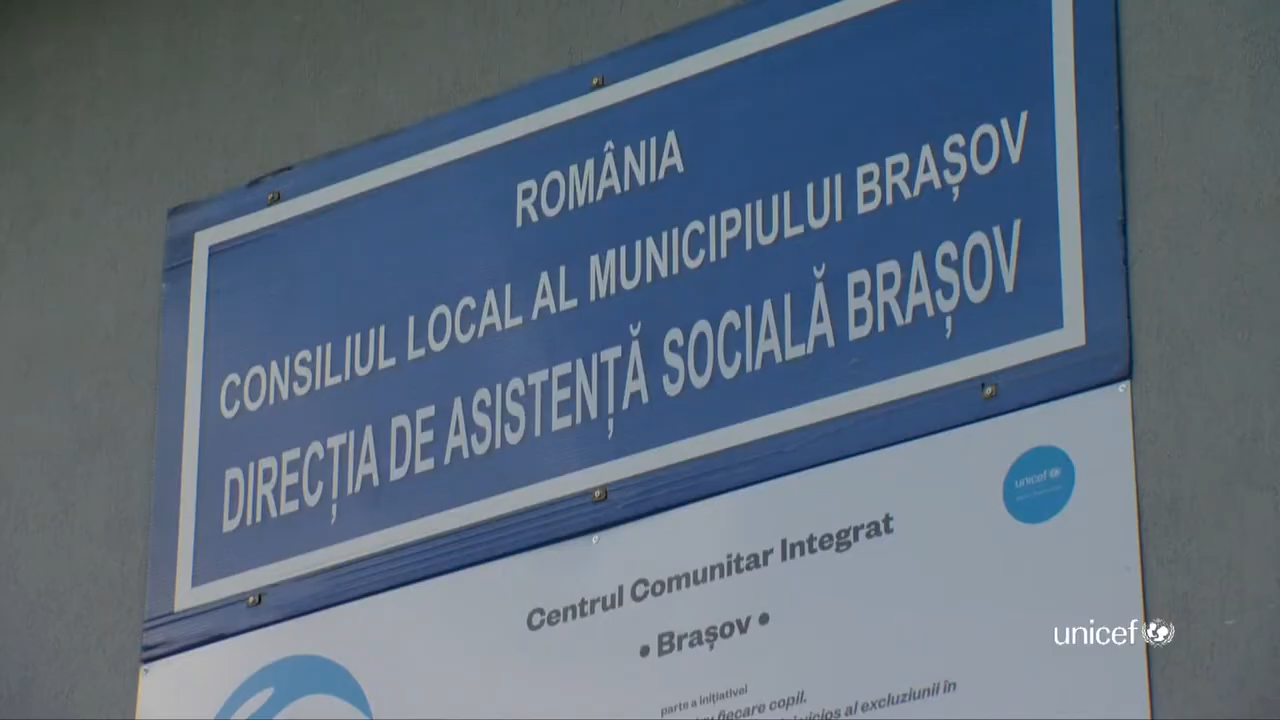 ROMÂNIA
CONSILIUL LOCAL AL MUNICIPIULUI BRAȘOV
DIRECȚIA DE ASISTENȚĂ SOCIALĂ BRAȘOV
unicef
Centrul Comunitar Integrat
• Brașov •
unicef
parte a inițiativei
fiecare copil.
al excluziunii în